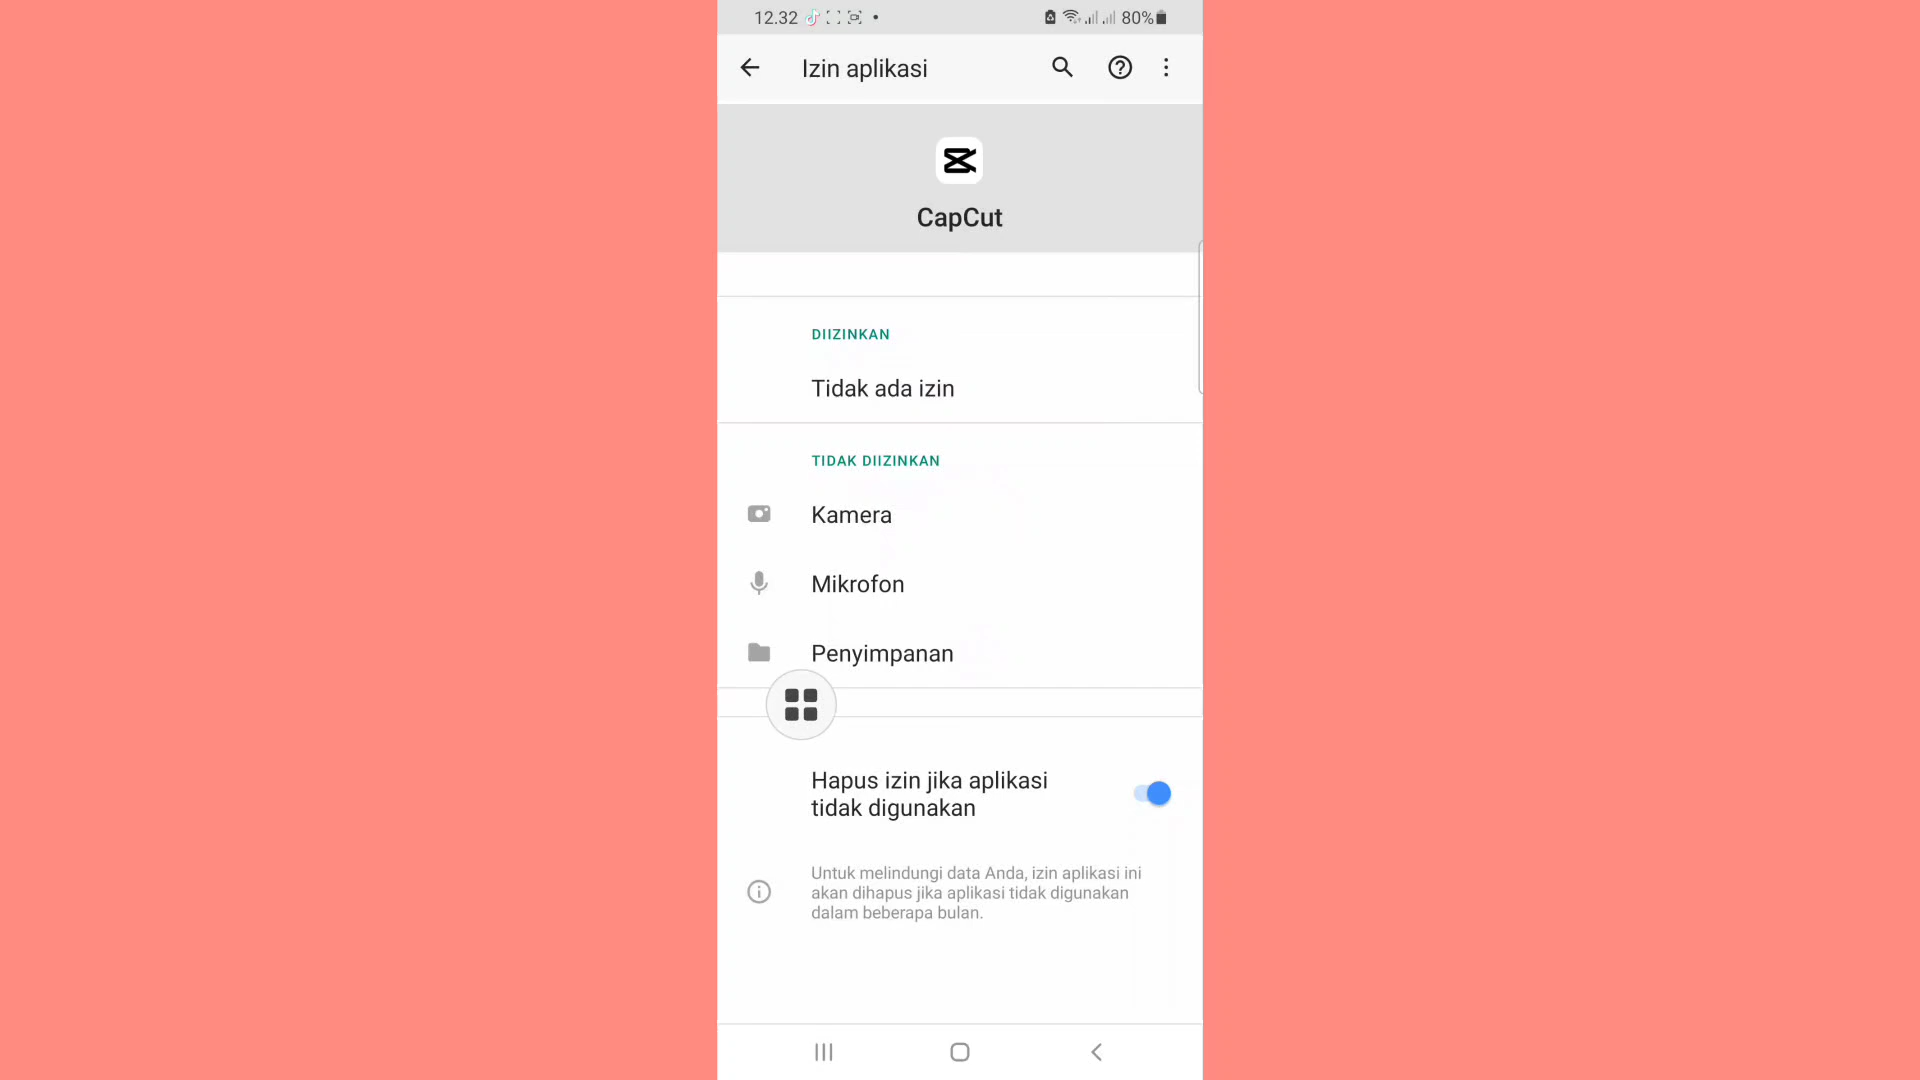 12.32
80%
Izin aplikasi
CapCut
DIIZINKAN
Tidak ada izin
TIDAK DIIZINKAN
Kamera
Mikrofon
Penyimpanan
Hapus izin jika aplikasi
tidak digunakan
Untuk melindungi data Anda, izin aplikasi ini
akan dihapus jika aplikasi tidak digunakan
dalam beberapa bulan.